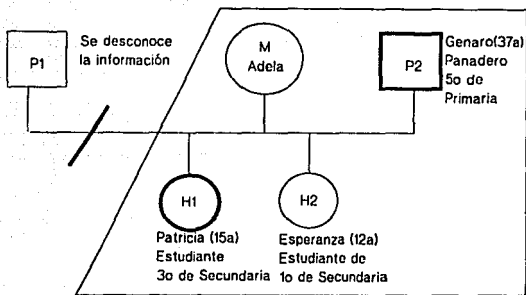 P1
Se desconoce
la información
M
Adela
P2
Genaro(37a)
Panadero
5o de
Primaria
H1
Patricia (15a)
Estudiante
3o de Secundaria
H2
Esperanza (12a)
Estudiante de
1o de Secundaria